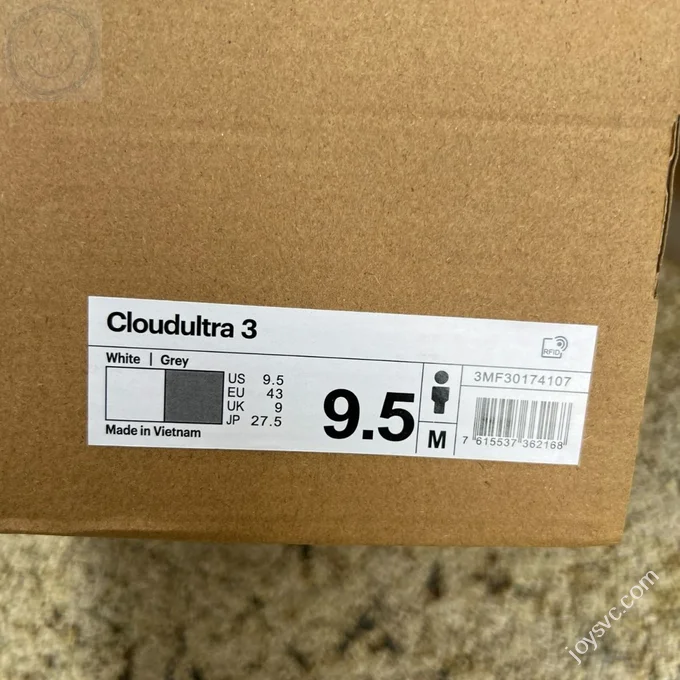 Cloudultra 3
RFID
White | Grey
US 9.5
EU 43
UK 9
JP 27.5
Made in Vietnam
9.5
M
3MF30174107
7 615537 362168
joysvc.com